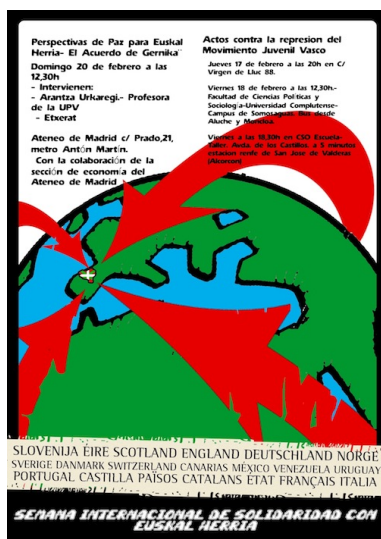 Perspectivas de Paz para Euskal
Herria- El Acuerdo de Gernika¨
Domingo 20 de febrero a las
12,30h
- Intervienen:
- Arantza Urkaregi.- Profesora
de la UPV
- Etxerat
Ateneo de Madrid c/ Prado,21,
metro Antón Martín.
Con la colaboración de la
sección de economía del
Ateneo de Madrid
Actos contra la represion del
Movimiento Juvenil Vasco
Jueves 17 de febrero a las 20h en C/
Virgen de Lluc 88.
Viernes 18 de febrero a las 12,30h.-
Facultad de Ciencias Políticas y
Sociología-Universidad Complutense-
Campus de Somosaguas. Bus desde
Aluche y Moncloa.
Viernes a las 18,30h en CSO Escuela-
Taller. Avda. de los Castillos, a 5 minutos
estacion renfe de San Jose de Valderas
(Alcorcon)
SLOVENIJA ÉIRE SCOTLAND ENGLAND DEUTSCHLAND NORGE
SVERIGE DANMARK SWITZERLAND CANARIAS MÉXICO VENEZUELA URUGUAY
PORTUGAL CASTILLA PAÏSOS CATALANS ÉTAT FRANÇAIS ITALIA
SEMANA INTERNACIONAL DE SOLIDARIDAD CON
EUSKAL HERRIA